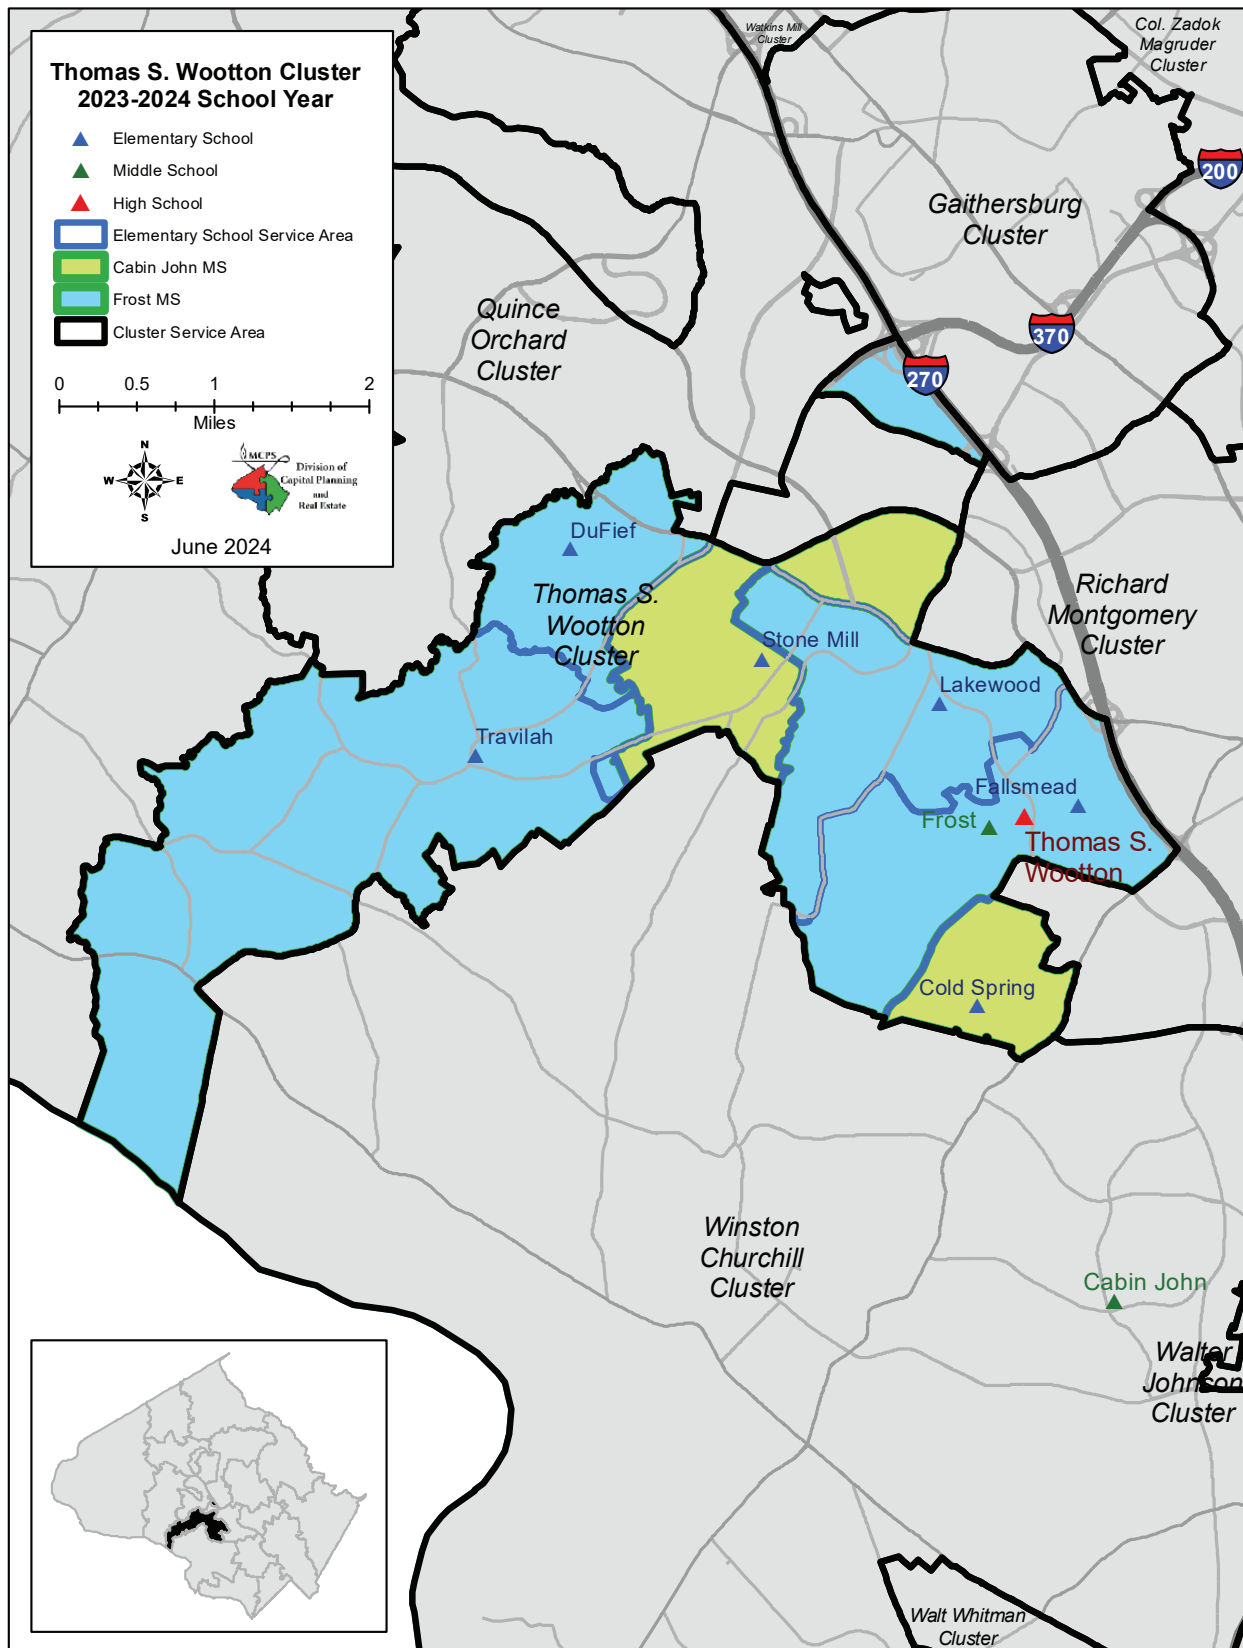 Thomas S. Wootton Cluster
2023-2024 School Year
Elementary School
Middle School
High School
Elementary School Service Area
Cabin John MS
Frost MS
Cluster Service Area
0 0.5 1 2
Miles
N
W E
S
MCPS
Division of
Capital Planning
and
Real Estate
June 2024
Watkins Mill
Cluster
Col. Zadok
Magruder
Cluster
200
Gaithersburg
Cluster
370
270
Quince
Orchard
Cluster
DuFief
Thomas S.
Wootton
Cluster
Richard
Montgomery
Cluster
Stone Mill
Lakewood
Travilah
Fallsmead
Frost
Thomas S.
Wootton
Cold Spring
Winston
Churchill
Cluster
Cabin John
Walter
Johnson
Cluster
Walt Whitman
Cluster